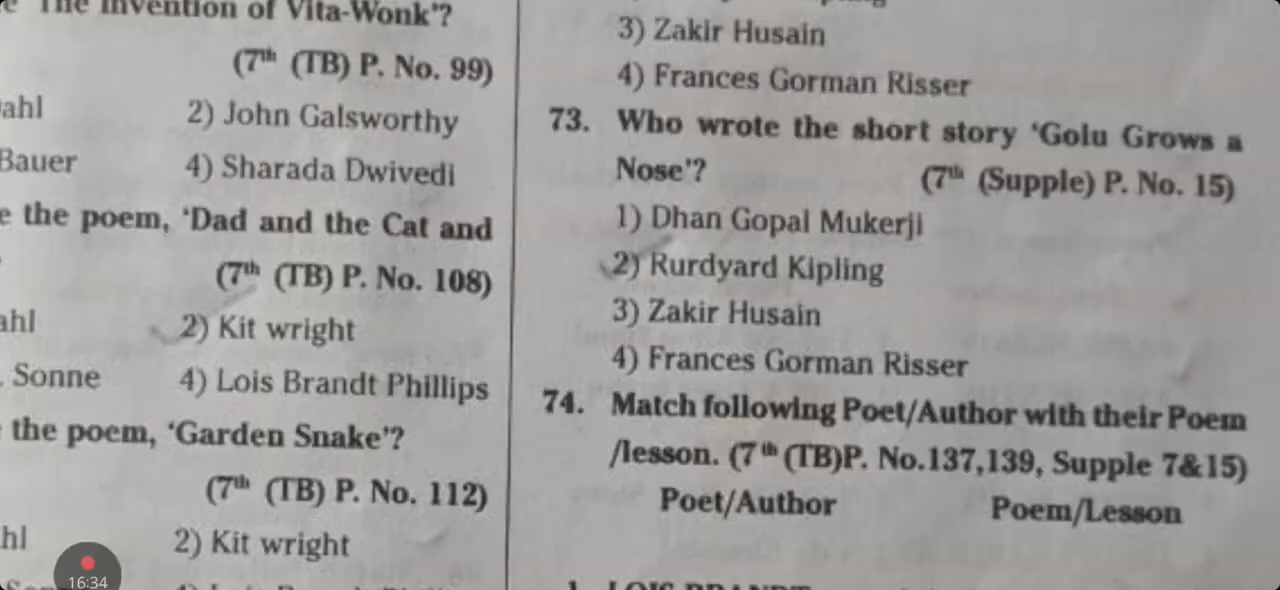 The invention of Vita-Wonk'?
(7th (TB) P. No. 99)
ahl 2) John Galsworthy
Bauer 4) Sharada Dwivedi
e the poem, 'Dad and the Cat and
(7th (TB) P. No. 108)
ahl 2) Kit wright
. Sonne 4) Lois Brandt Phillips
the poem, 'Garden Snake'?
(7th (TB) P. No. 112)
hl 2) Kit wright
16:34
3) Zakir Husain
4) Frances Gorman Risser
73. Who wrote the short story 'Golu Grows a
Nose'? (7th (Supple) P. No. 15)
1) Dhan Gopal Mukerji
2) Rurdyard Kipling
3) Zakir Husain
4) Frances Gorman Risser
74. Match following Poet/Author with their Poem
/lesson. (7th (TB)P. No.137,139, Supple 7&15)
Poet/Author Poem/Lesson